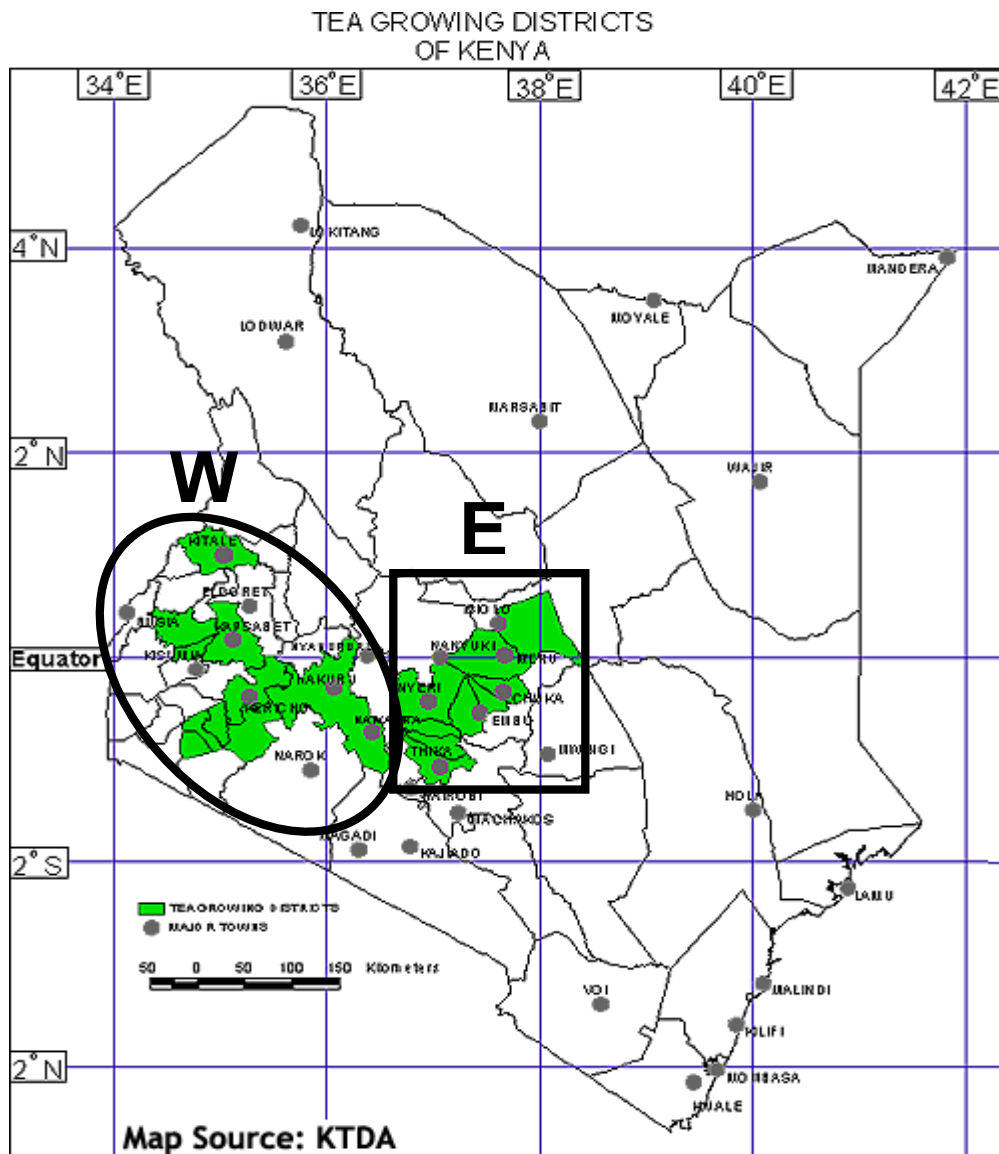 TEA GROWING DISTRICTS
OF KENYA
34°E
36°E
38°E
40°E
42°E
LOKITANG
4°N
MANDERA
MOYALE
LODWAR
MARSABIT
2°N
WAJIR
W
E
KITALE
ELDORET
ISIOLO
BUSIA
KAPSABET
NANYUKI
Equator
KISUMU
NYAHURURU
MERU
NAKURU
NYERI
CHUKA
KERICHO
EMBU
NAIVASHA
THIKA
MWINGI
NAROK
NAIROBI
HOLA
MACHAKOS
MAGADI
KAJIADO
2°S
LAMU
TEA GROWING DISTRICTS
MAJOR TOWNS
50 0 50 100 150 Kilometers
VOI
MALINDI
KILIFI
2°N
MOMBASA
KWALE
Map Source: KTDA